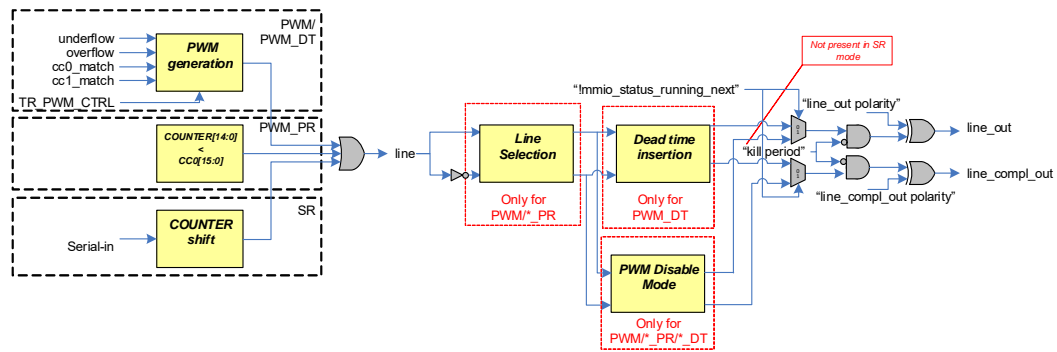 PWM/
PWM_DT
underflow
overflow
cc0_match
cc1_match
TR_PWM_CTRL
PWM
generation
PWM_PR
COUNTER[14:0]
<
CC0[15:0]
SR
Serial-in
COUNTER
shift
line
Line
Selection
Only for
PWM/*_PR
Dead time
insertion
Only for
PWM_DT
PWM Disable
Mode
Only for
PWM/*_PR/*_DT
Not present in SR
mode
“!mmio_status_running_next”
“kill period”
“line_out polarity”
“line_compl_out polarity”
line_out
line_compl_out